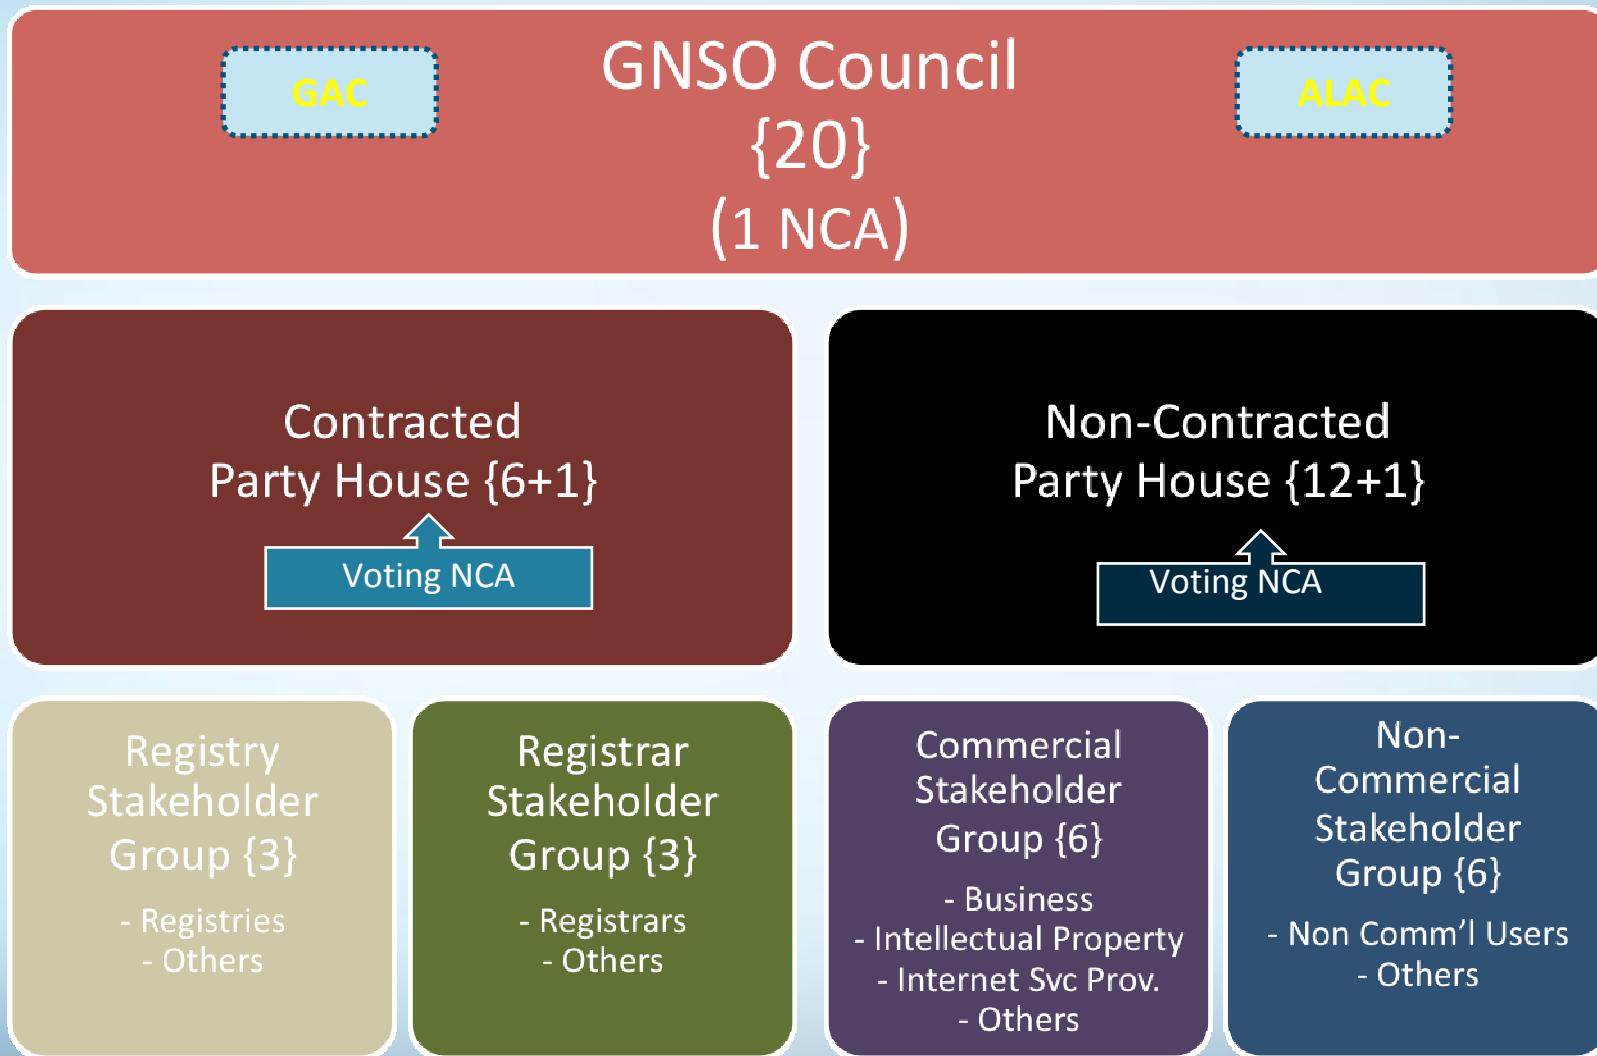 GAC
GNSO Council
{20}
(1 NCA)
ALAC
Contracted
Party House {6+1}
Voting NCA
Non-Contracted
Party House {12+1}
Voting NCA
Registry
Stakeholder
Group {3}
- Registries
- Others
Registrar
Stakeholder
Group {3}
- Registrars
- Others
Commercial
Stakeholder
Group {6}
- Business
- Intellectual Property
- Internet Svc Prov.
- Others
Non-
Commercial
Stakeholder
Group {6}
- Non Comm’l Users
- Others